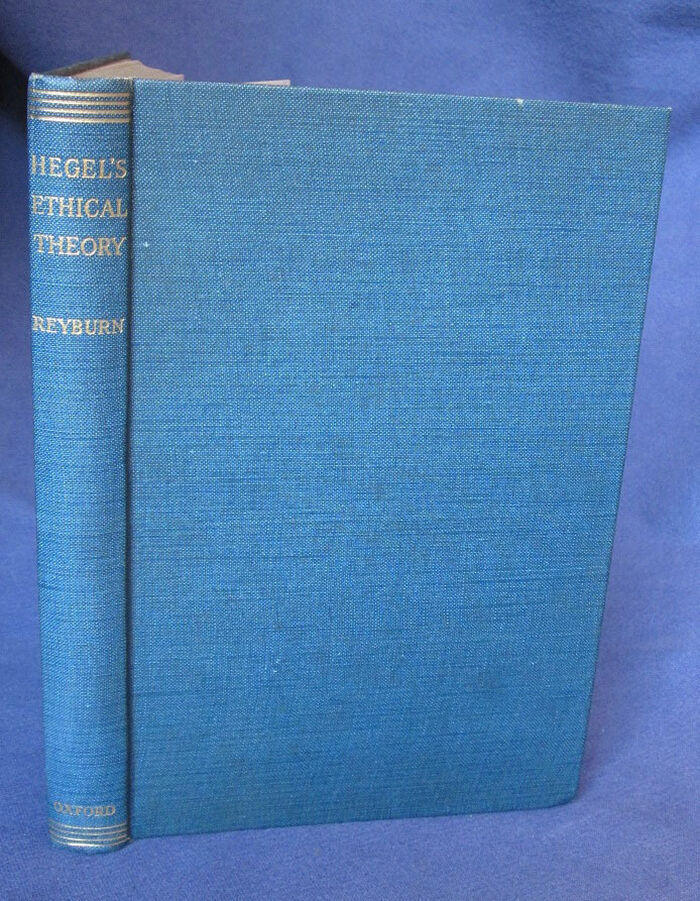 HEGEL'S
ETHICAL
THEORY
REYBURN
OXFORD